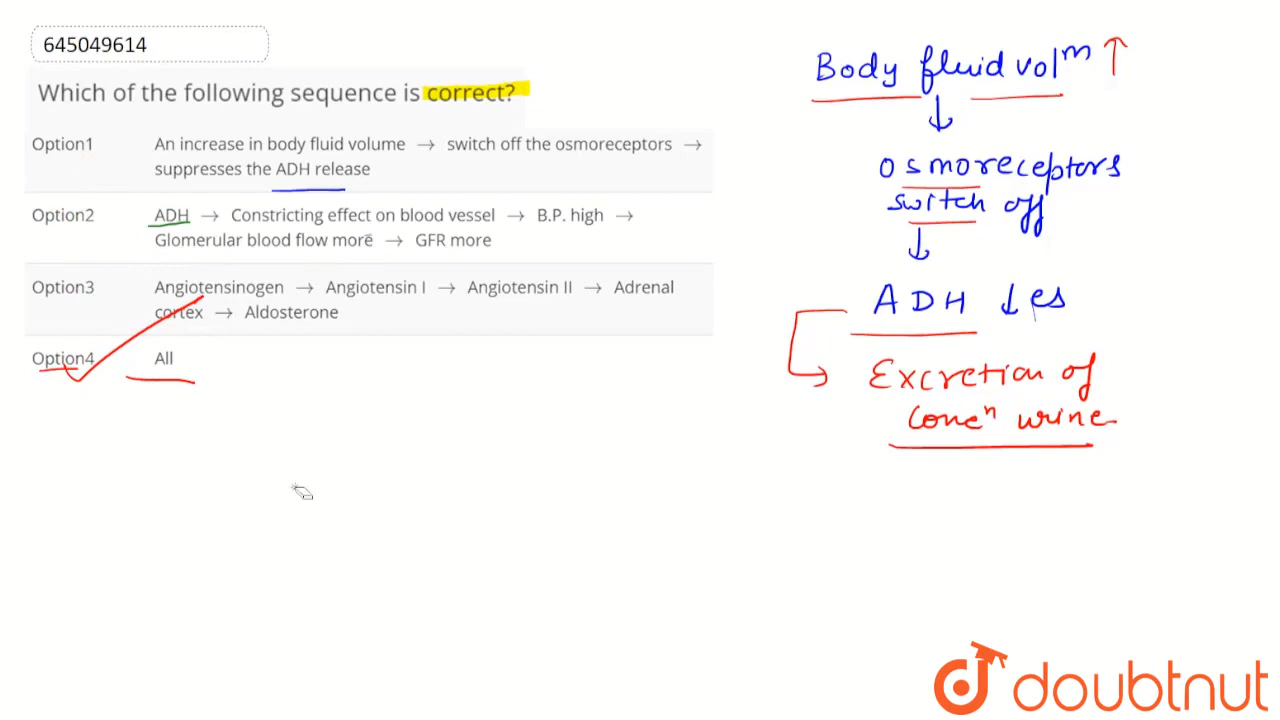 645049614
Which of the following sequence is correct?
Option1 An increase in body fluid volume → switch off the osmoreceptors →
suppresses the ADH release
Option2 ADH → Constricting effect on blood vessel → B.P. high →
Glomerular blood flow more → GFR more
Option3 Angiotensinogen → Angiotensin I → Angiotensin II → Adrenal
cortex → Aldosterone
Option4 All
Body fluid volm ↑
↓
osmoreceptors
switch off
↓
ADH ↓es
Excretion of
Concn urine
doubtnut